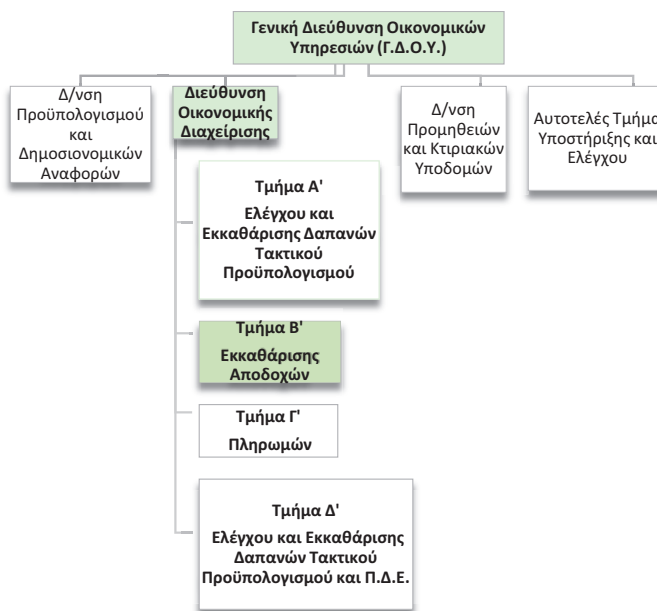 Γενική Διεύθυνση Οικονομικών
Υπηρεσιών (Γ.Δ.Ο.Υ.)
Δ/νση
Προϋπολογισμού
και
Δημοσιονομικών
Αναφορών
Διεύθυνση
Οικονομικής
Διαχείρισης
Δ/νση
Προμηθειών
και Κτιριακών
Υποδομών
Αυτοτελές Τμήμα
Υποστήριξης και
Ελέγχου
Τμήμα Α'
Ελέγχου και
Εκκαθάρισης Δαπανών
Τακτικού
Προϋπολογισμού
Τμήμα Β'
Εκκαθάρισης
Αποδοχών
Τμήμα Γ'
Πληρωμών
Τμήμα Δ'
Ελέγχου και Εκκαθάρισης
Δαπανών Τακτικού
Προϋπολογισμού και Π.Δ.Ε.